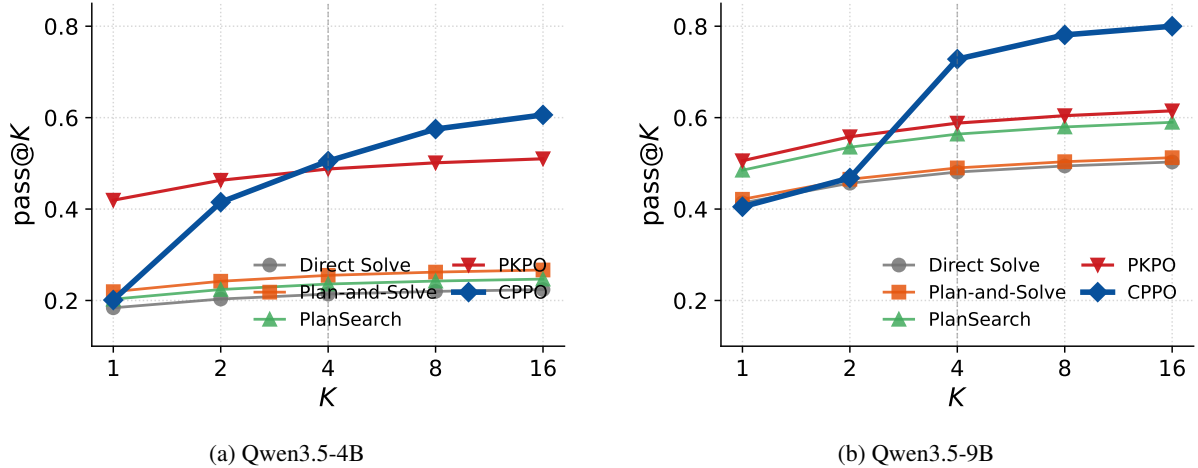 pass@K
0.8
0.6
0.4
0.2
Direct Solve
Plan-and-Solve
PlanSearch
PKPO
CPPO
1 2 4 8 16
K
(a) Qwen3.5-4B
pass@K
0.8
0.6
0.4
0.2
Direct Solve
Plan-and-Solve
PlanSearch
PKPO
CPPO
1 2 4 8 16
K
(b) Qwen3.5-9B